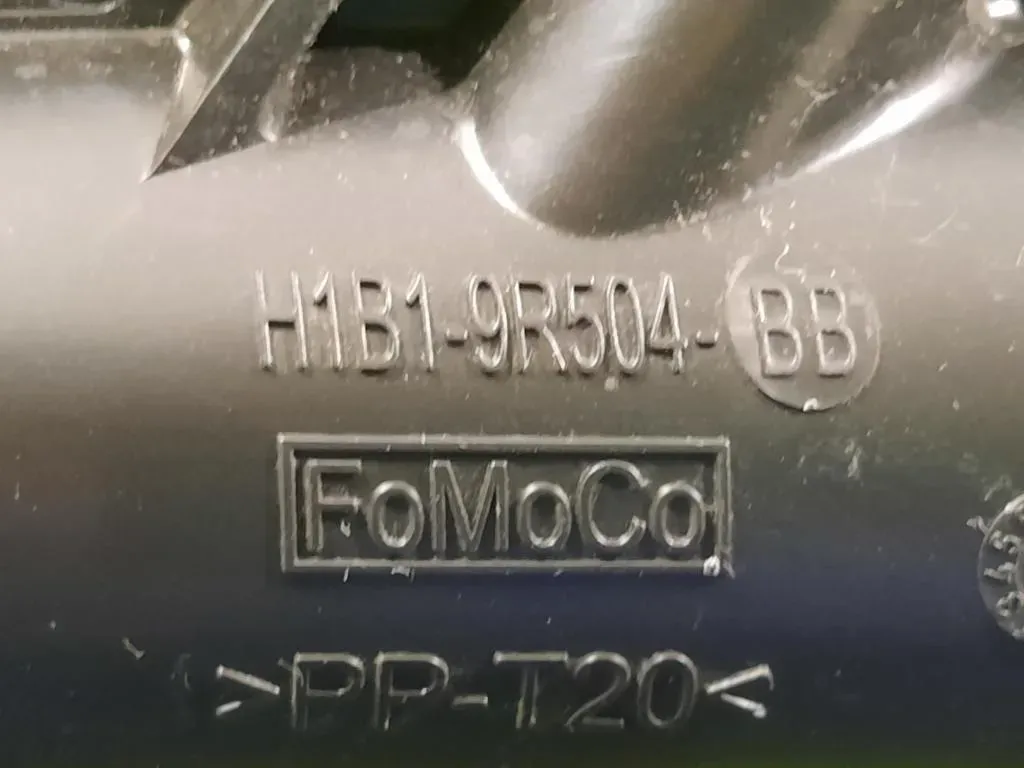 H1B1-9R504-BB
FoMoCo
>PP-T20<